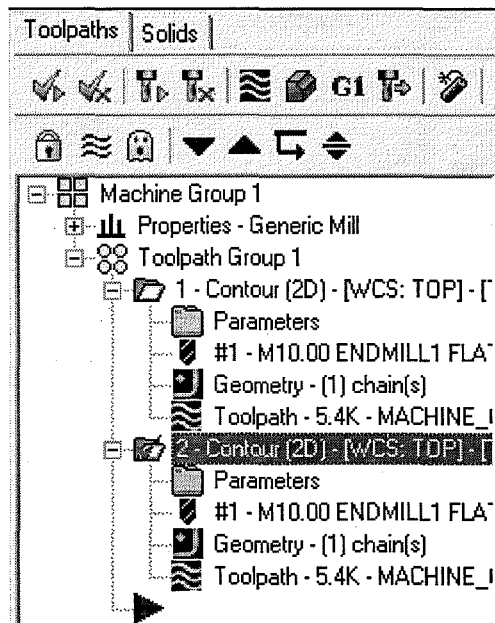 Toolpaths Solids
G1
Machine Group 1
Properties - Generic Mill
Toolpath Group 1
1 - Contour (2D) - [WCS: TOP] - [
Parameters
#1 - M10.00 ENDMILL1 FLA
Geometry - (1) chain(s)
Toolpath - 5.4K - MACHINE_
2 - Contour (2D) - [WCS: TOP] - [
Parameters
#1 - M10.00 ENDMILL1 FLA
Geometry - (1) chain(s)
Toolpath - 5.4K - MACHINE_